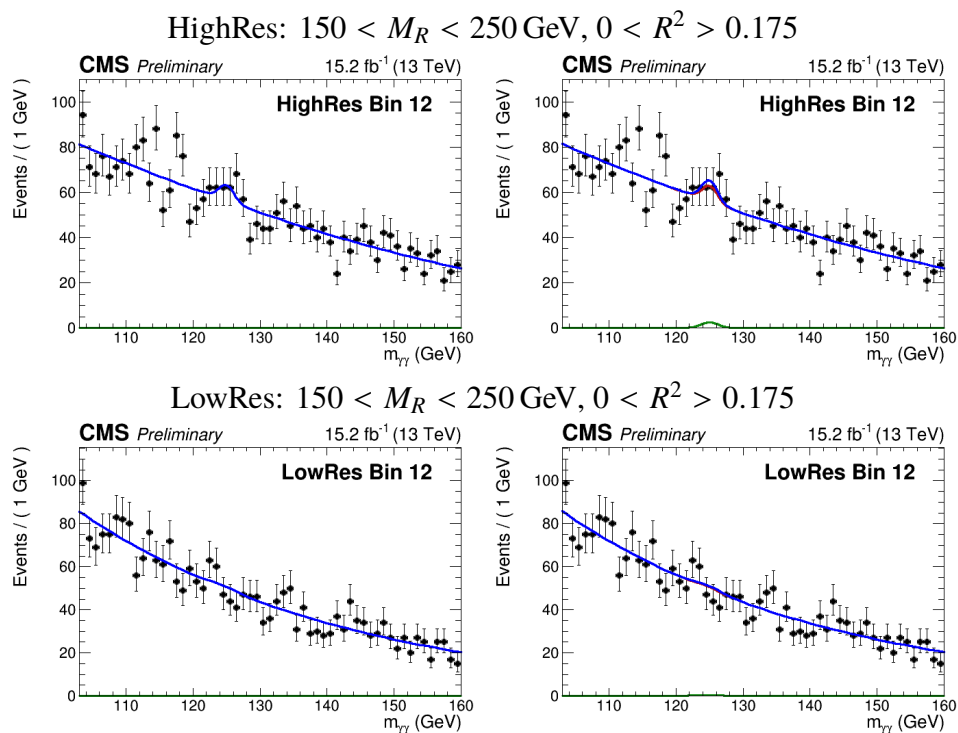 HighRes: 150 < M_R < 250 GeV, 0 < R² > 0.175
CMS Preliminary 15.2 fb⁻¹ (13 TeV)
HighRes Bin 12
Events / ( 1 GeV )
100
80
60
40
20
0
110 120 130 140 150 160
m_γγ (GeV)
CMS Preliminary 15.2 fb⁻¹ (13 TeV)
HighRes Bin 12
Events / ( 1 GeV )
100
80
60
40
20
0
110 120 130 140 150 160
m_γγ (GeV)
LowRes: 150 < M_R < 250 GeV, 0 < R² > 0.175
CMS Preliminary 15.2 fb⁻¹ (13 TeV)
LowRes Bin 12
Events / ( 1 GeV )
100
80
60
40
20
0
110 120 130 140 150 160
m_γγ (GeV)
CMS Preliminary 15.2 fb⁻¹ (13 TeV)
LowRes Bin 12
Events / ( 1 GeV )
100
80
60
40
20
0
110 120 130 140 150 160
m_γγ (GeV)